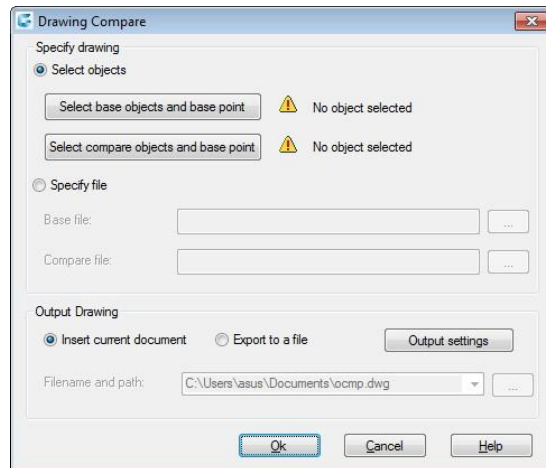 Drawing Compare
Specify drawing
Select objects
Select base objects and base point No object selected
Select compare objects and base point No object selected
Specify file
Base file: ...
Compare file: ...
Output Drawing
Insert current document Export to a file Output settings
Filename and path: C:\Users\asus\Documents\ocmp.dwg ...
Ok Cancel Help